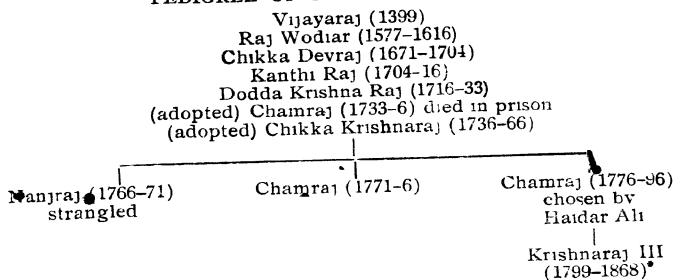 Vijayaraj (1399)
Raj Wodiar (1577–1616)
Chikka Devraj (1671–1704)
Kanthi Raj (1704–16)
Dodda Krishna Raj (1716–33)
(adopted) Chamraj (1733–6) died in prison
(adopted) Chikka Krishnaraj (1736–66)
Nanjraj (1766–71)
strangled
Chamraj (1771–6)
Chamraj (1776–96)
chosen by
Haidar Ali
Krishnaraj III
(1799–1868)